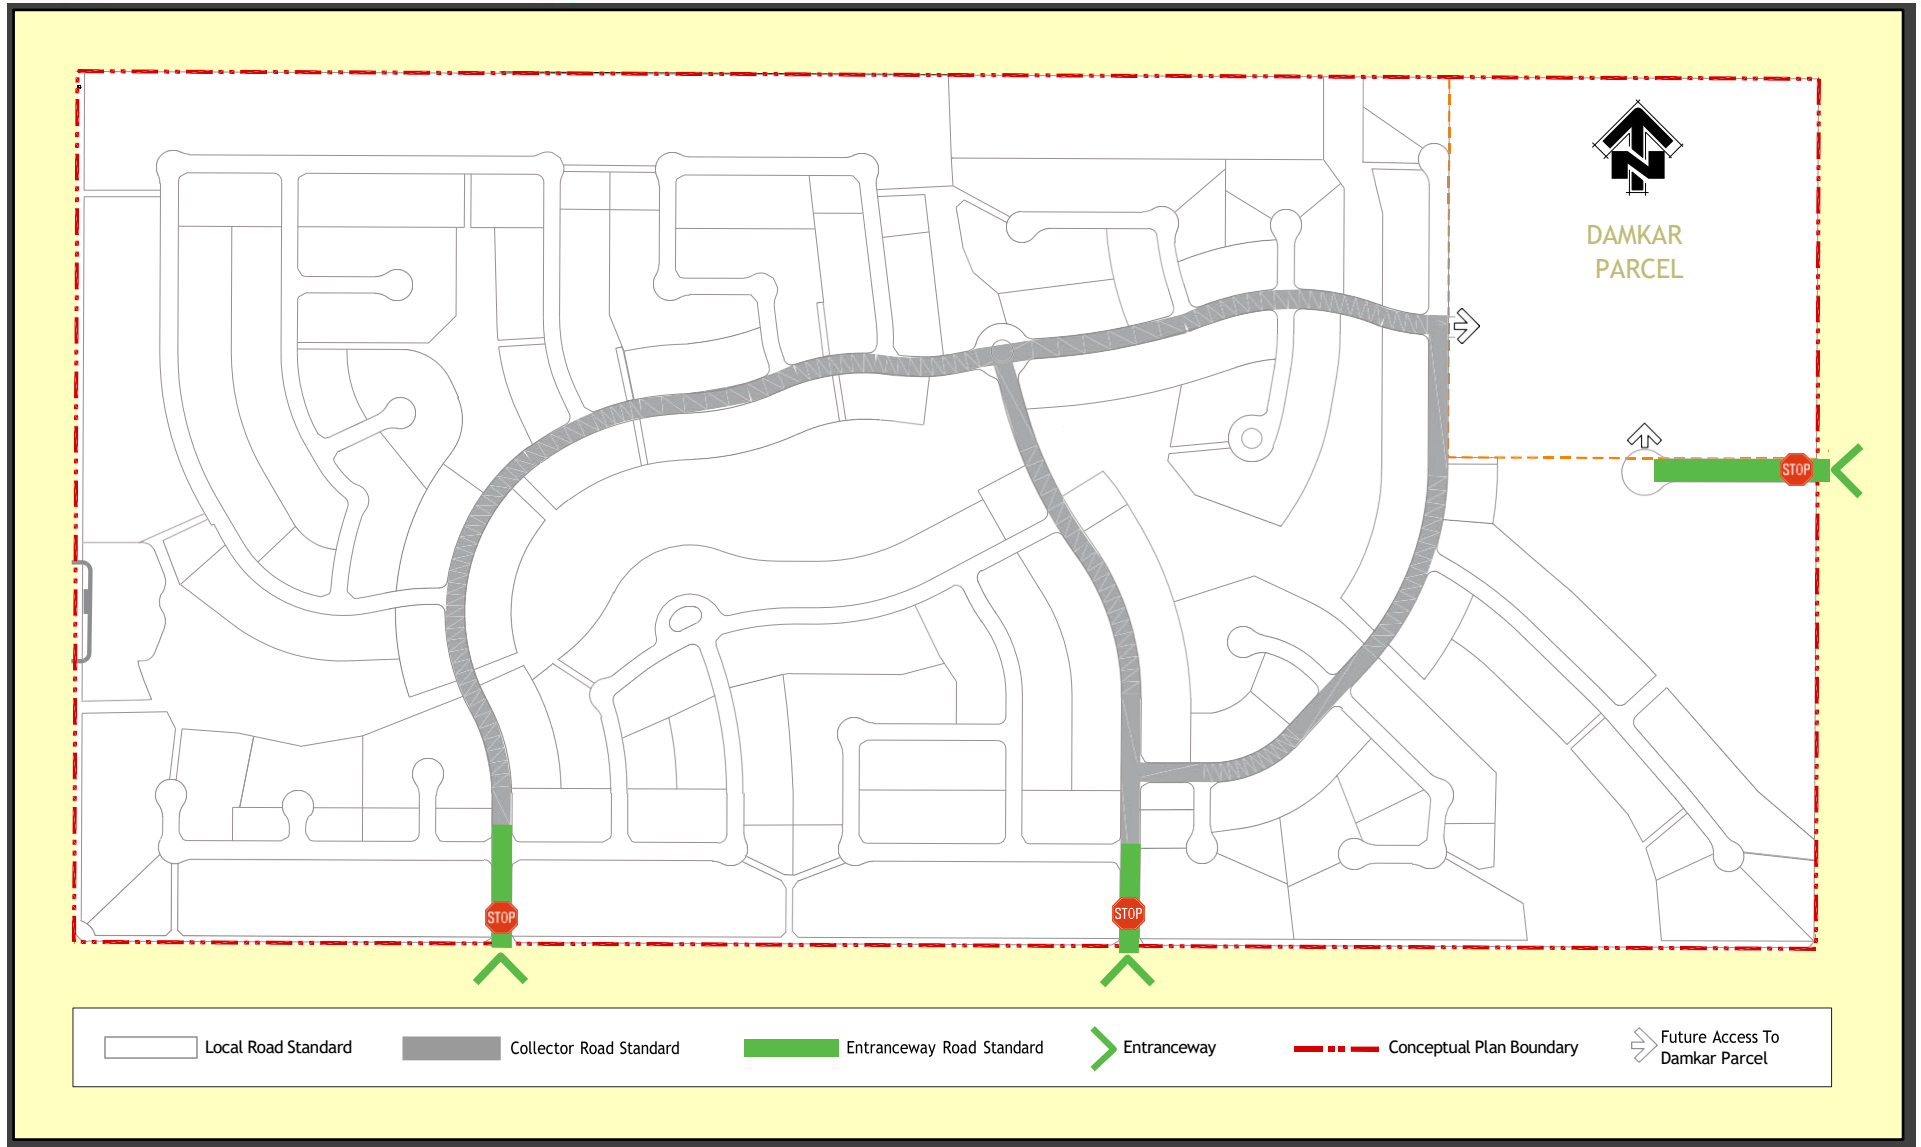 DAMKAR
PARCEL
STOP
STOP
STOP
Local Road Standard
Collector Road Standard
Entranceway Road Standard
Entranceway
Conceptual Plan Boundary
Future Access To
Damkar Parcel